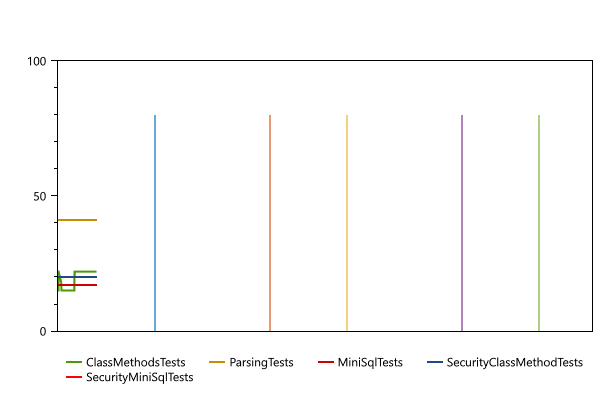 100
50
0
ClassMethodsTests ParsingTests MiniSqlTests SecurityClassMethodTests
SecurityMiniSqlTests